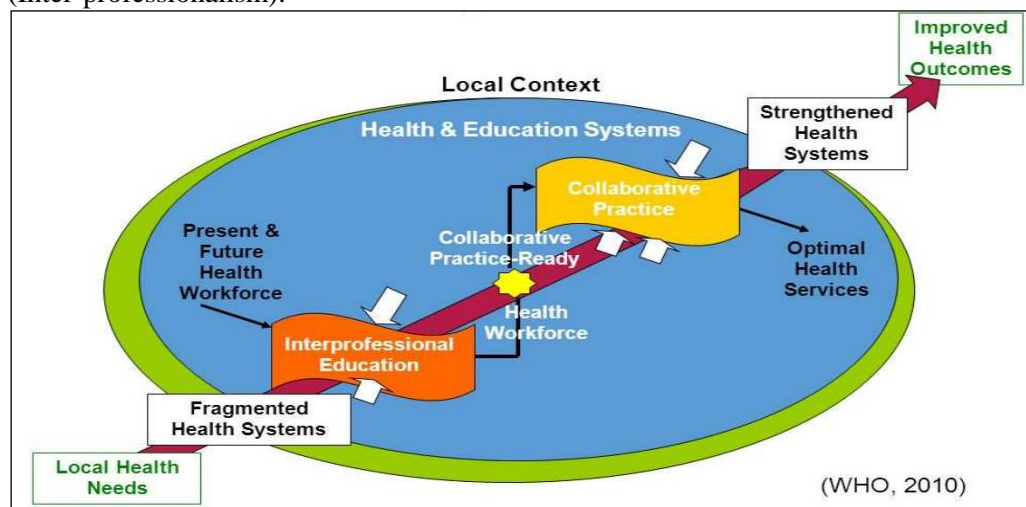 (Inter-professionalism).
Improved
Health
Outcomes
Local Context
Strengthened
Health
Systems
Health & Education Systems
Collaborative
Practice
Present &
Future
Health
Workforce
Collaborative
Practice-Ready
Optimal
Health
Services
Health
Workforce
Interprofessional
Education
Fragmented
Health Systems
Local Health
Needs
(WHO, 2010)